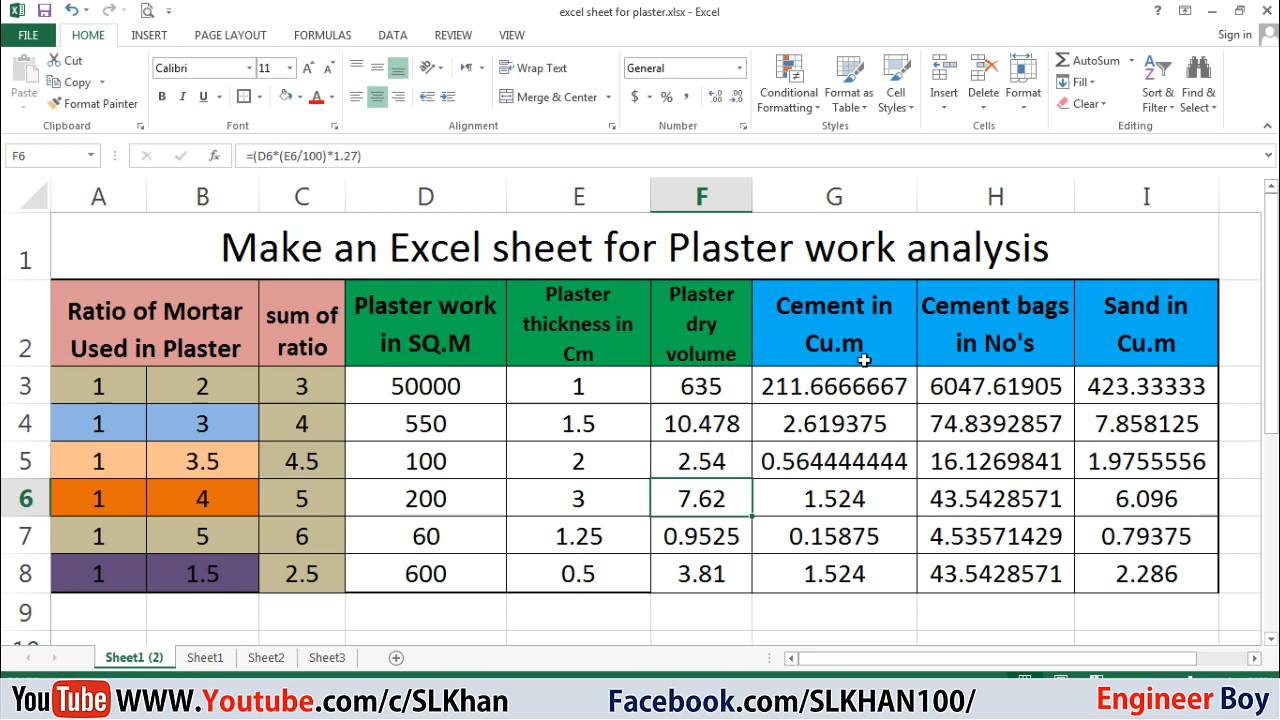 excel sheet for plaster.xlsx - Excel
FILE HOME INSERT PAGE LAYOUT FORMULAS DATA REVIEW VIEW Sign in
Paste
Cut
Copy
Format Painter
Clipboard
Calibri 11
B I U
Font
Wrap Text
Merge & Center
Alignment
General
$ % ,
Number
Conditional Formatting
Format as Table
Cell Styles
Styles
Insert Delete Format
Cells
AutoSum
Fill
Clear
Sort & Filter
Find & Select
Editing
F6 fx =(D6*(E6/100)*1.27)
A B C D E F G H I
1 Make an Excel sheet for Plaster work analysis
2 Ratio of Mortar Used in Plaster sum of ratio Plaster work in SQ.M Plaster thickness in Cm Plaster dry volume Cement in Cu.m Cement bags in No's Sand in Cu.m
3 1 2 3 50000 1 635 211.6666667 6047.61905 423.33333
4 1 3 4 550 1.5 10.478 2.619375 74.8392857 7.858125
5 1 3.5 4.5 100 2 2.54 0.564444444 16.1269841 1.9755556
6 1 4 5 200 3 7.62 1.524 43.5428571 6.096
7 1 5 6 60 1.25 0.9525 0.15875 4.53571429 0.79375
8 1 1.5 2.5 600 0.5 3.81 1.524 43.5428571 2.286
9
Sheet1 (2) Sheet1 Sheet2 Sheet3
YouTube WWW.Youtube.com/c/SLKhan Facebook.com/SLKHAN100/ Engineer Boy